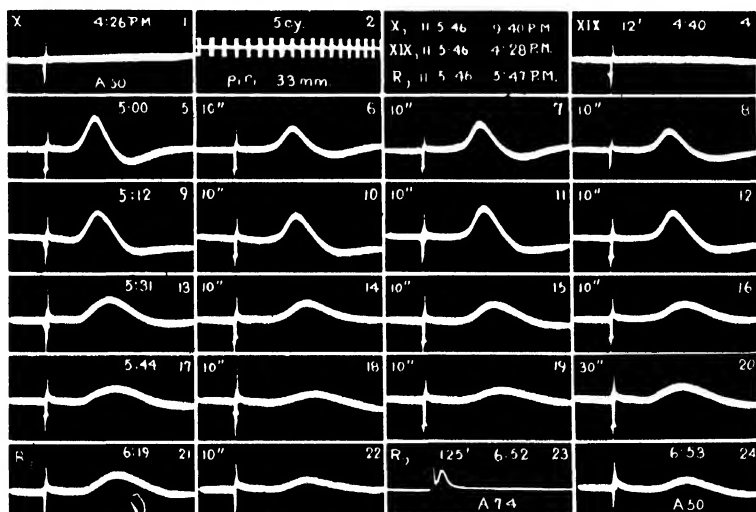 X 4:26 PM 1
A 50
5 cy. 2
33 mm.
X, 11 5 46 9 40 P M
XIX, 11 5 46 4 28 P.M.
R, 11 5 46 5 47 P.M.
XIX 12' 4:40 4
5:00 5
10" 6
10" 7
10" 8
5:12 9
10" 10
10" 11
10" 12
5:31 13
10" 14
10" 15
10" 16
5.44 17
10" 18
10" 19
30" 20
R, 6:19 21
10" 22
R, 125' 6:52 23
A 74
6:53 24
A 50